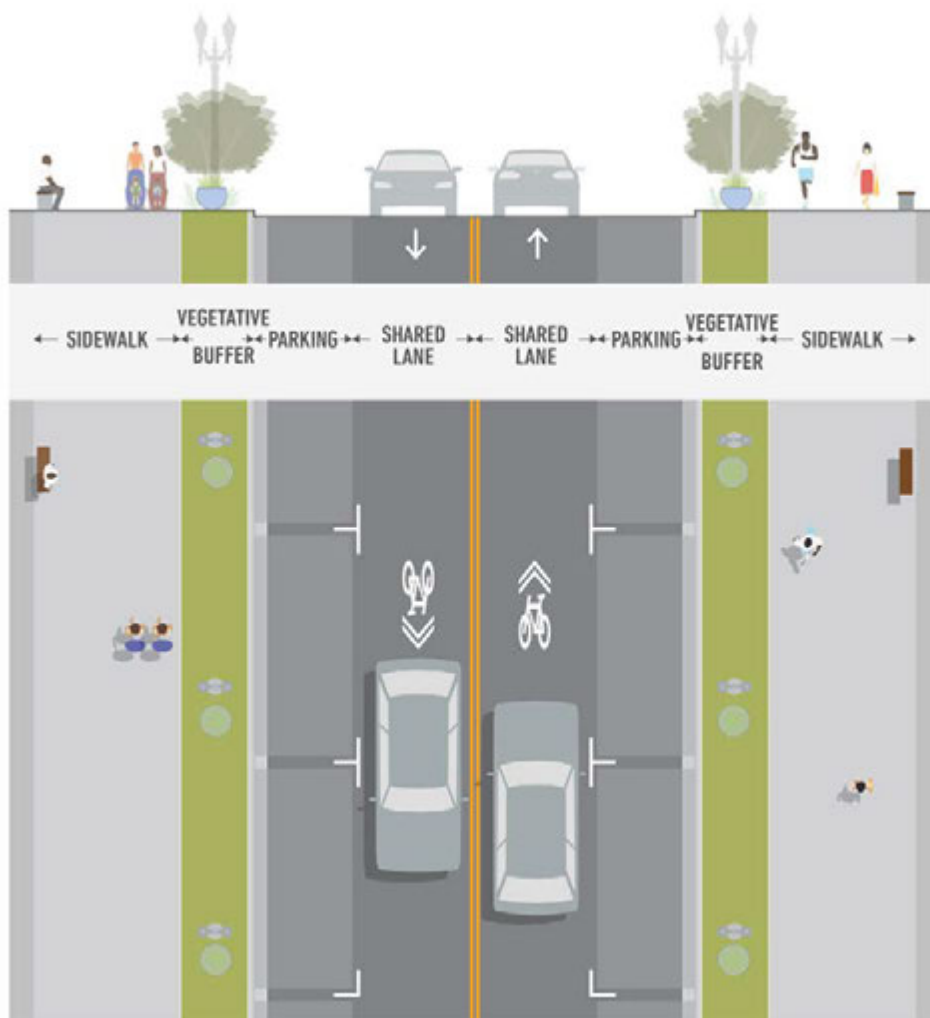 SIDEWALK
VEGETATIVE
BUFFER
PARKING
SHARED
LANE
SHARED
LANE
PARKING
VEGETATIVE
BUFFER
SIDEWALK